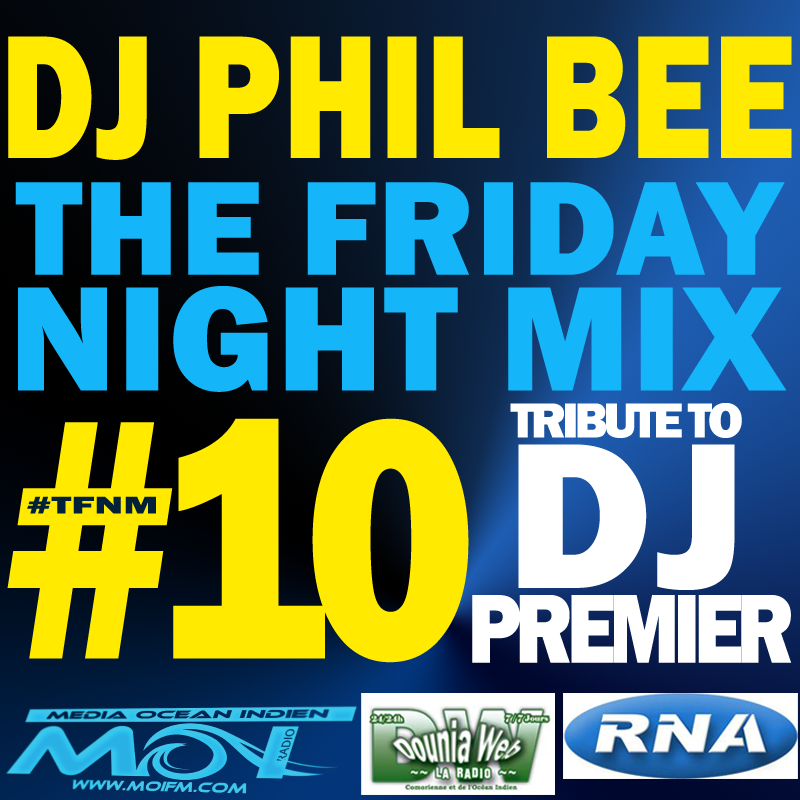 DJ PHIL BEE
THE FRIDAY
NIGHT MIX
#10
#TFNM
TRIBUTE TO
DJ
PREMIER
MEDIA OCEAN INDIEN
MOI
RADIO
WWW.MOIFM.COM
24/24h
7/7 Jours
DW
Dounia Web
~~ LA RADIO ~~
Comorienne et de l'Océan Indien
RNA